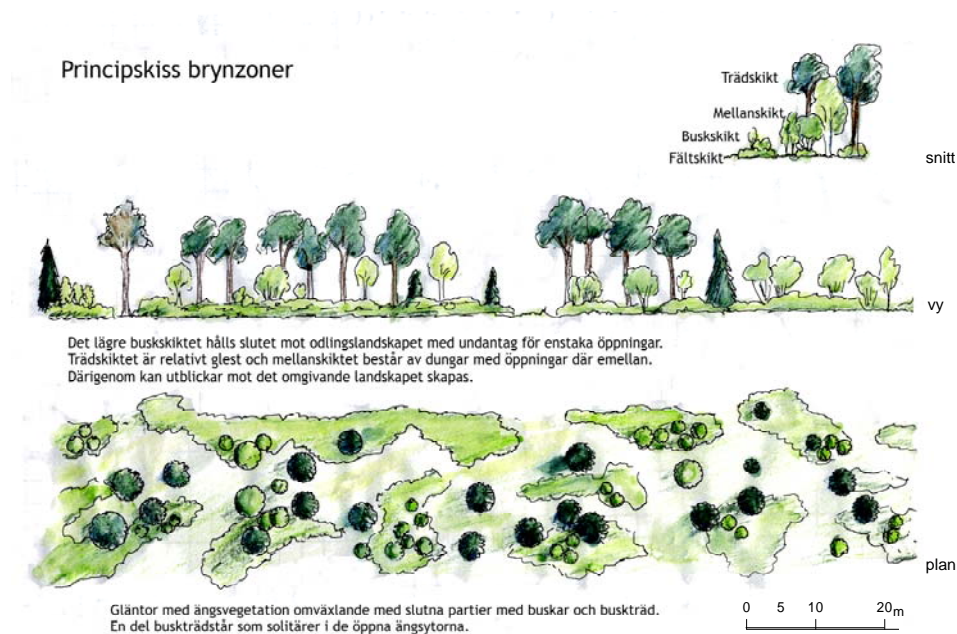 Principskiss brynzoner
Trädskikt
Mellanskikt
Buskskikt
Fältskikt
snitt
vy
Det lägre buskskiktet hålls slutet mot odlingslandskapet med undantag för enstaka öppningar.
Trädskiktet är relativt glest och mellanskiktet består av dungar med öppningar där emellan.
Därigenom kan utblickar mot det omgivande landskapet skapas.
plan
Gläntor med ängsvegetation omväxlande med slutna partier med buskar och buskträd.
En del buskträdstår som solitärer i de öppna ängsytorna.
0 5 10 20 m